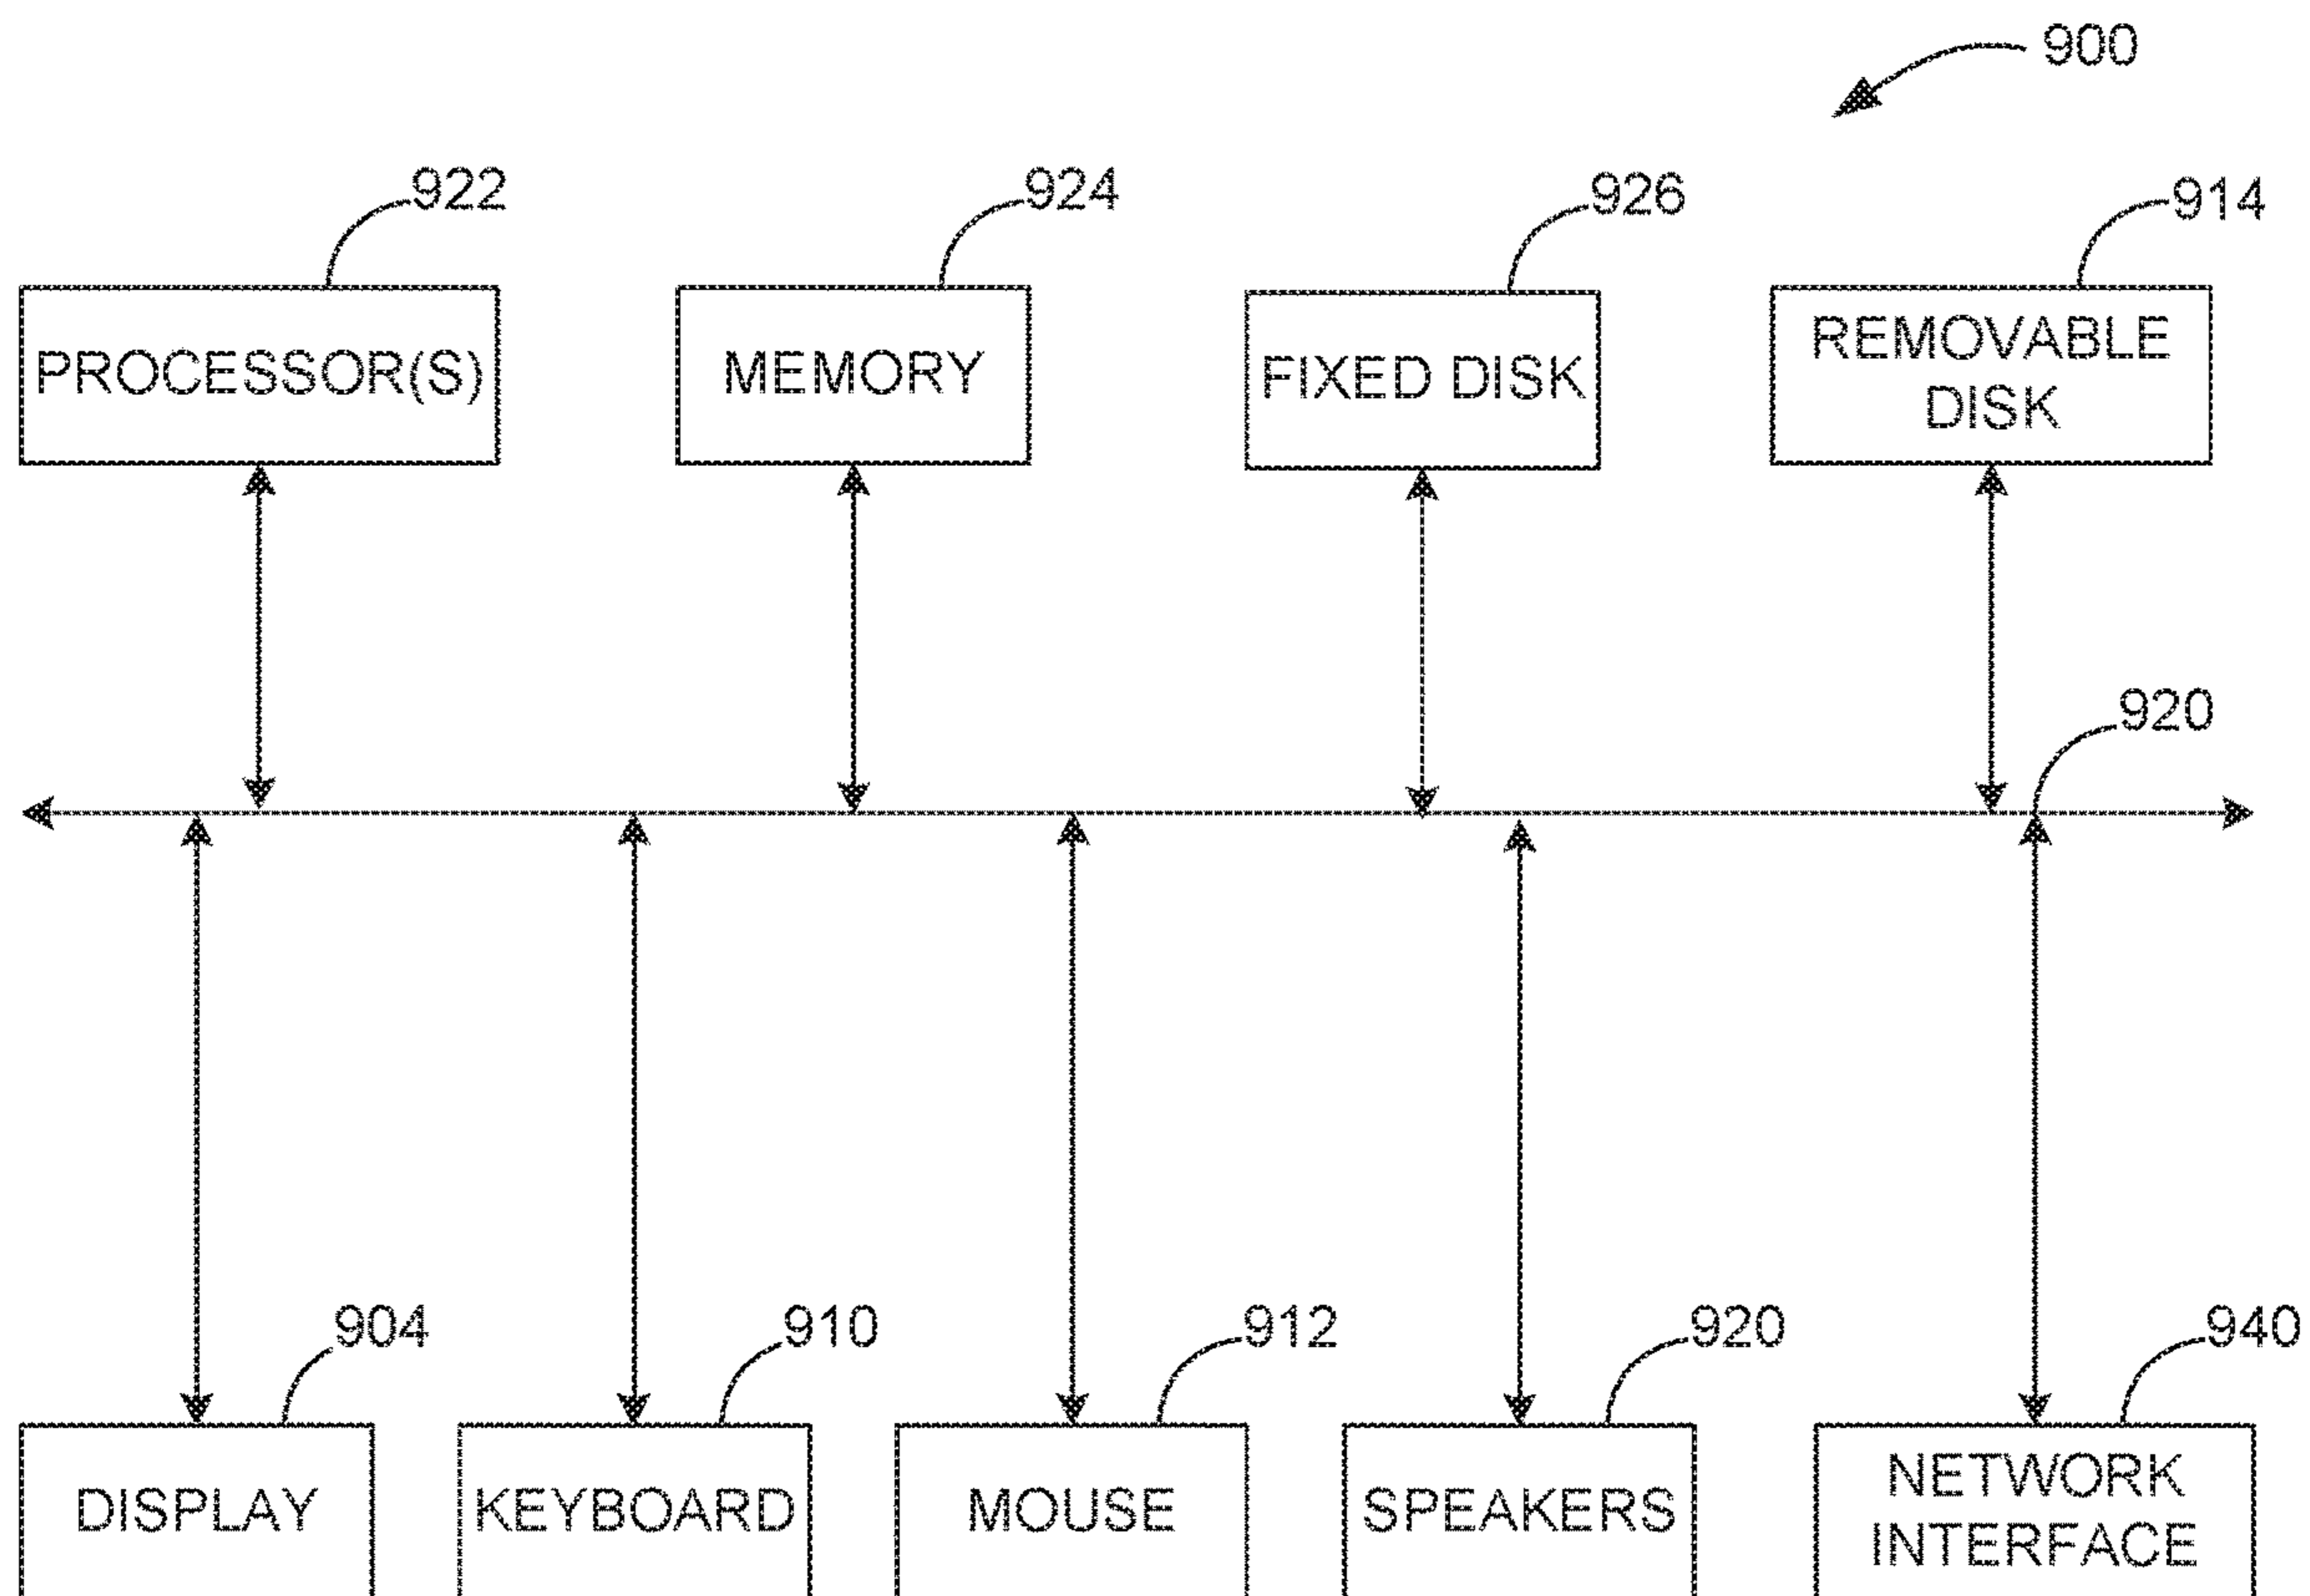 900
922
924
926
914
PROCESSOR(S)
MEMORY
FIXED DISK
REMOVABLE
DISK
920
904
910
912
920
940
DISPLAY
KEYBOARD
MOUSE
SPEAKERS
NETWORK
INTERFACE